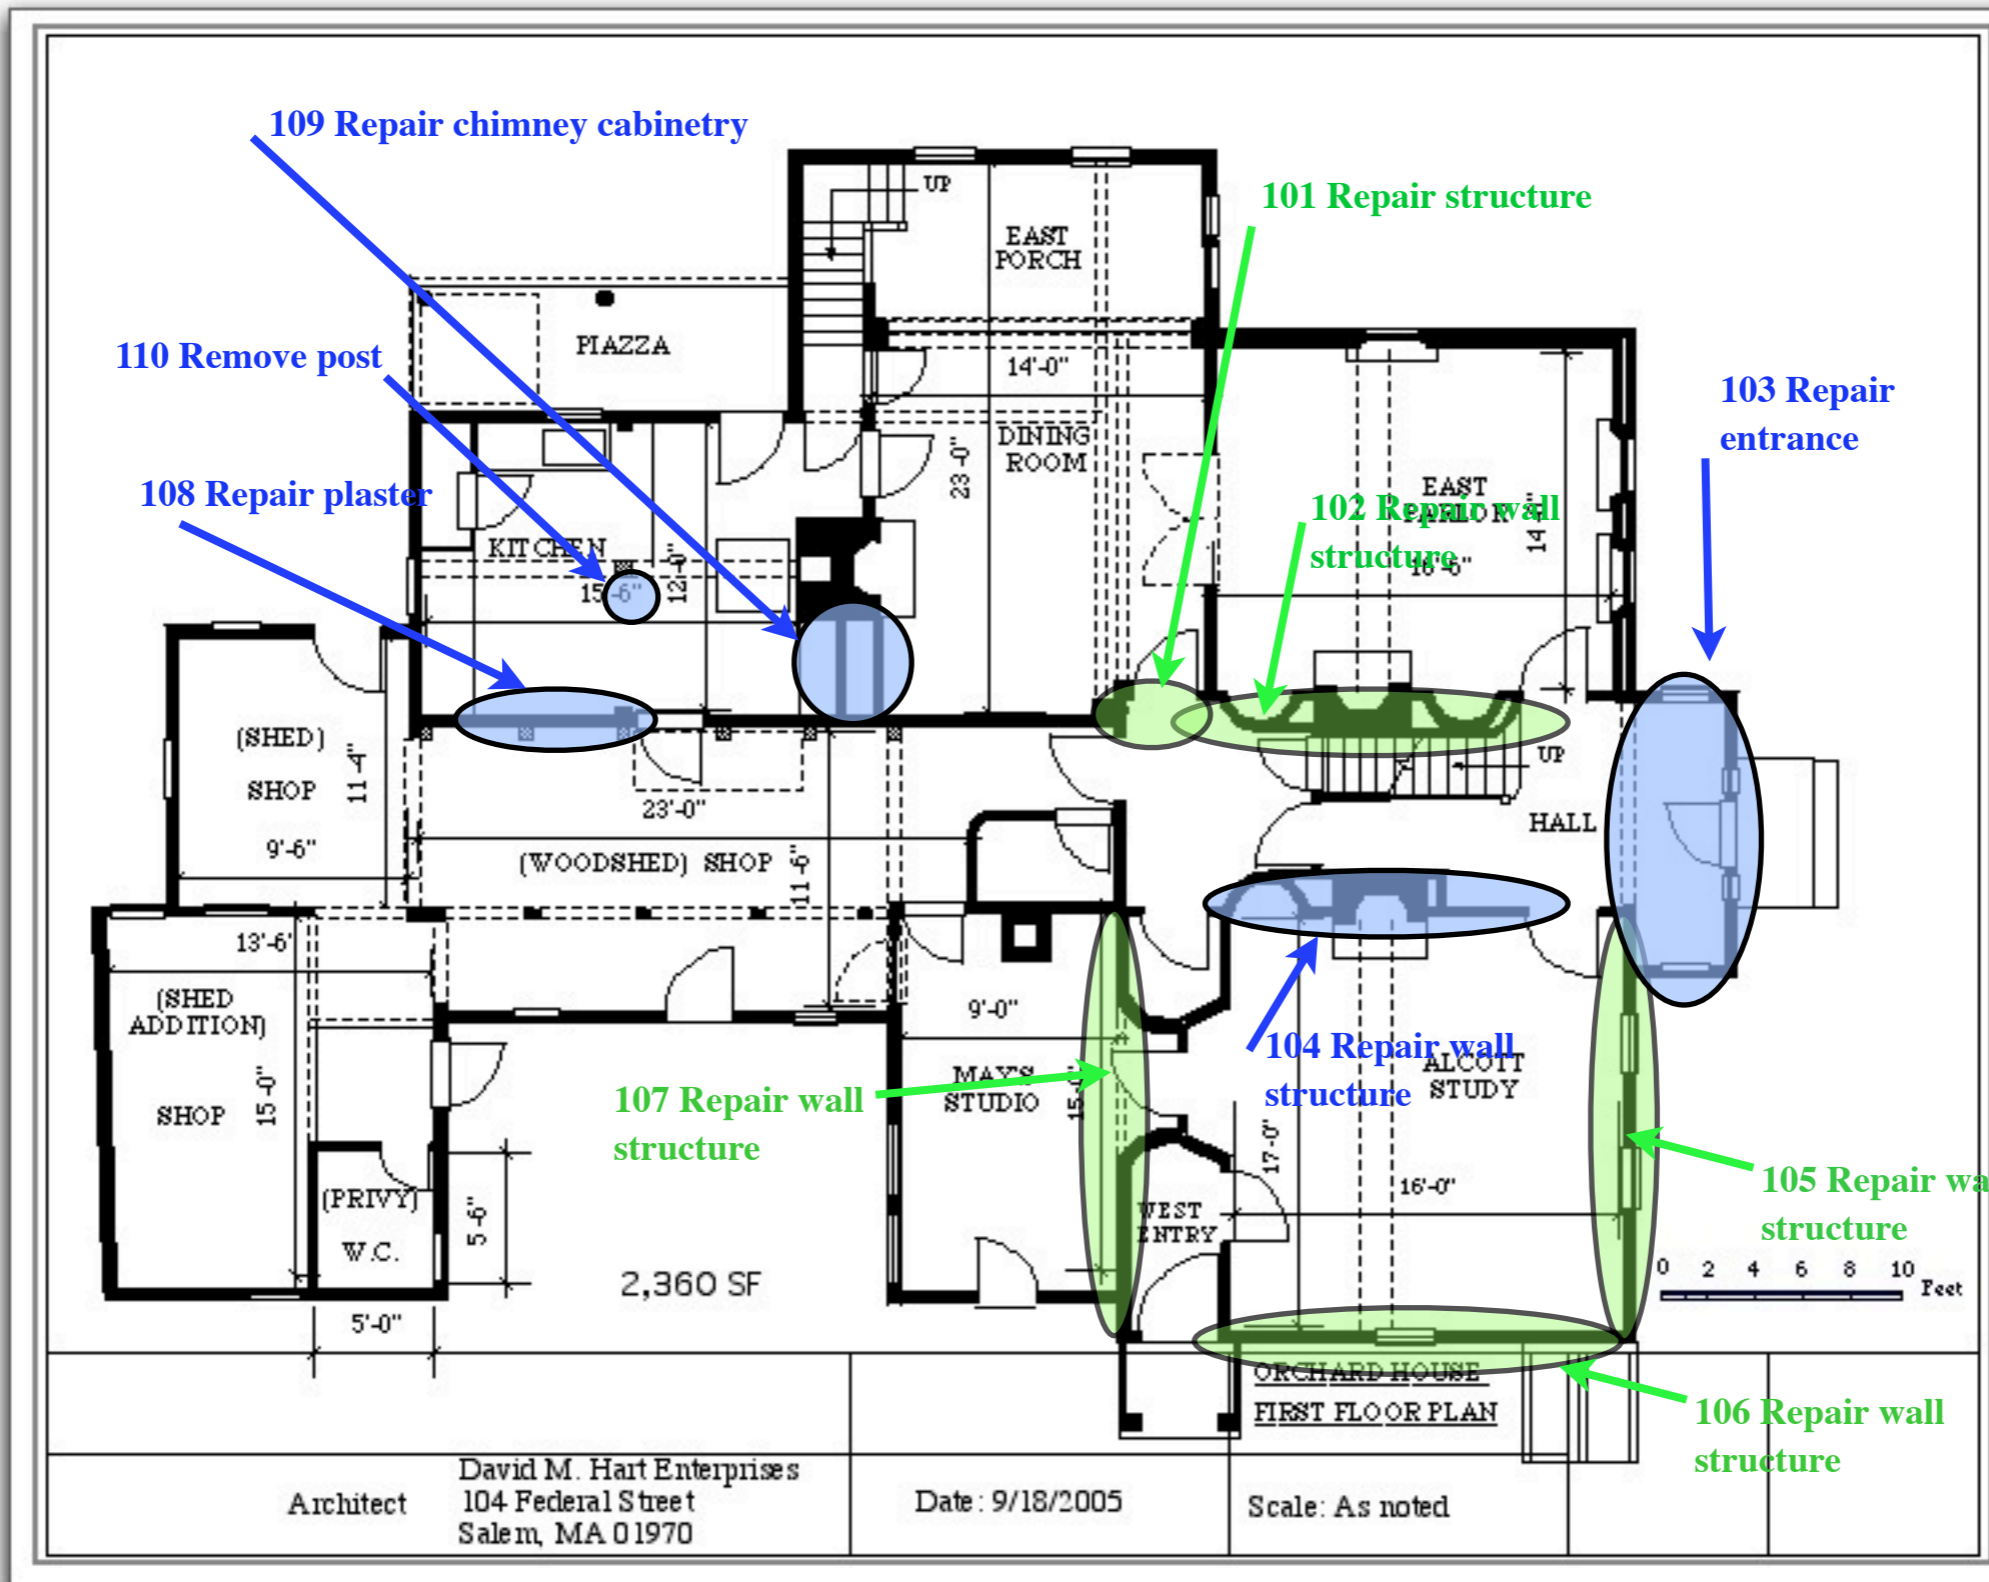 109 Repair chimney cabinetry
UP
101 Repair structure
EAST
PORCH
PIAZZA
110 Remove post
14'-0"
103 Repair
entrance
DINING
ROOM
23'-0"
108 Repair plaster
EAST
102 Repair wall
structure
14'
16'-6"
KITCHEN
15'-6"
12'-0"
(SHED)
SHOP
11'-4"
9'-6"
23'-0"
(WOODSHED) SHOP
11'-6"
UP
HALL
13'-6'
(SHED
ADDITION)
SHOP
15'-0"
9'-0"
MAY'S
STUDIO
107 Repair wall
structure
104 Repair wall
structure
ALCOTT
STUDY
17'-0"
16'-0"
105 Repair wa
structure
(PRIVY)
W.C.
5'-6"
5'-0"
WEST
ENTRY
2,360 SF
0 2 4 6 8 10
Feet
ORCHARD HOUSE
FIRST FLOOR PLAN
106 Repair wall
structure
Architect
David M. Hart Enterprises
104 Federal Street
Salem, MA 01970
Date: 9/18/2005
Scale: As noted